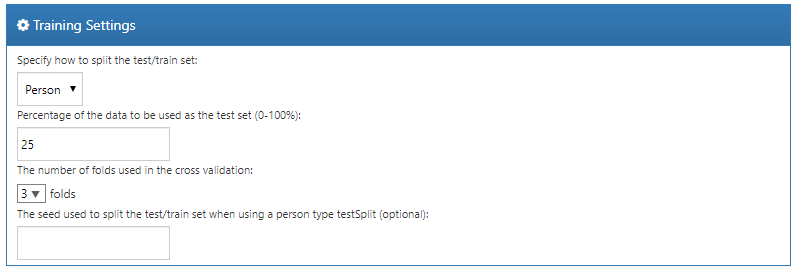 Training Settings
Specify how to split the test/train set:
Person
Percentage of the data to be used as the test set (0-100%):
25
The number of folds used in the cross validation:
3 folds
The seed used to split the test/train set when using a person type testSplit (optional):